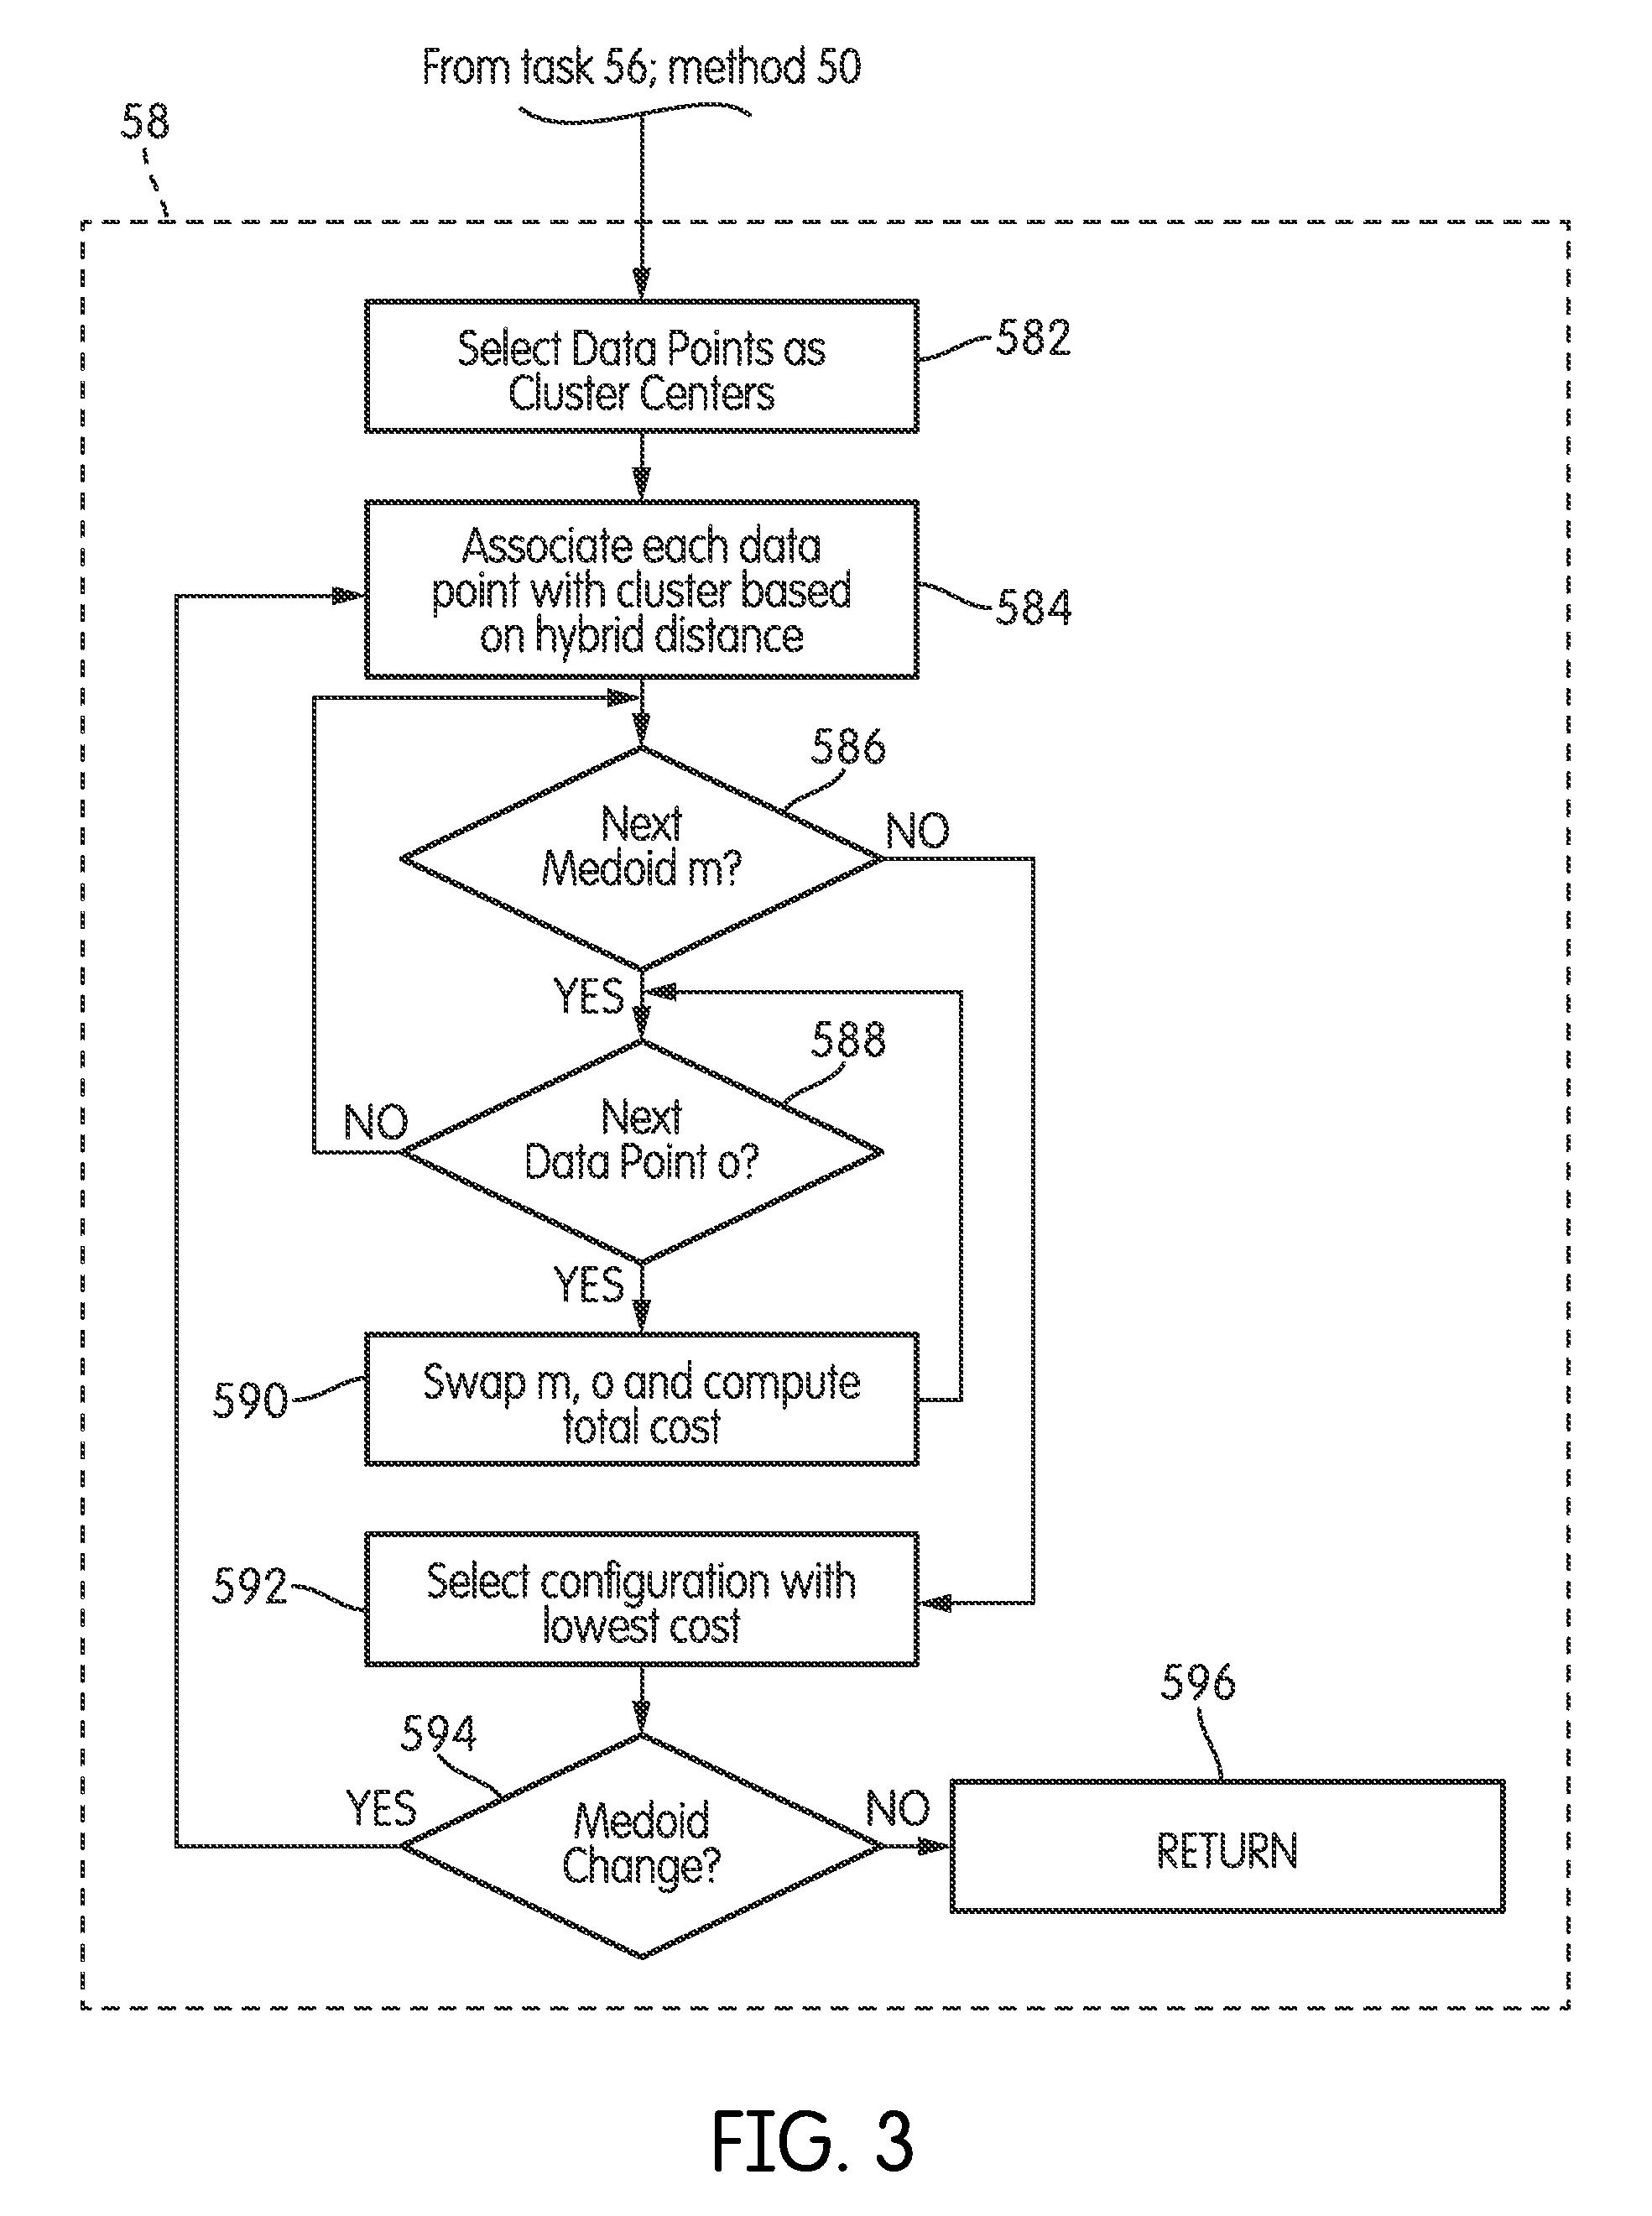 From task 56; method 50
58
Select Data Points as
Cluster Centers
582
Associate each data
point with cluster based
on hybrid distance
584
586
Next
Medoid m?
NO
YES
588
Next
Data Point o?
NO
YES
590
Swap m, o and compute
total cost
592
Select configuration with
lowest cost
594
YES
Medoid
Change?
NO
596
RETURN
FIG. 3